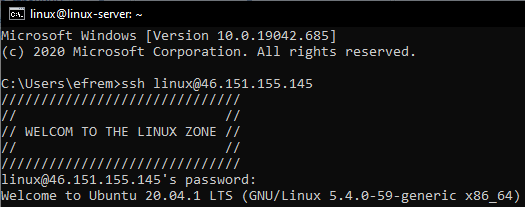 linux@linux-server: ~
Microsoft Windows [Version 10.0.19042.685]
(c) 2020 Microsoft Corporation. All rights reserved.
C:\Users\efrem>ssh linux@46.151.155.145
//////////////////////////////
//                          //
// WELCOM TO THE LINUX ZONE //
//                          //
//////////////////////////////
linux@46.151.155.145's password:
Welcome to Ubuntu 20.04.1 LTS (GNU/Linux 5.4.0-59-generic x86_64)